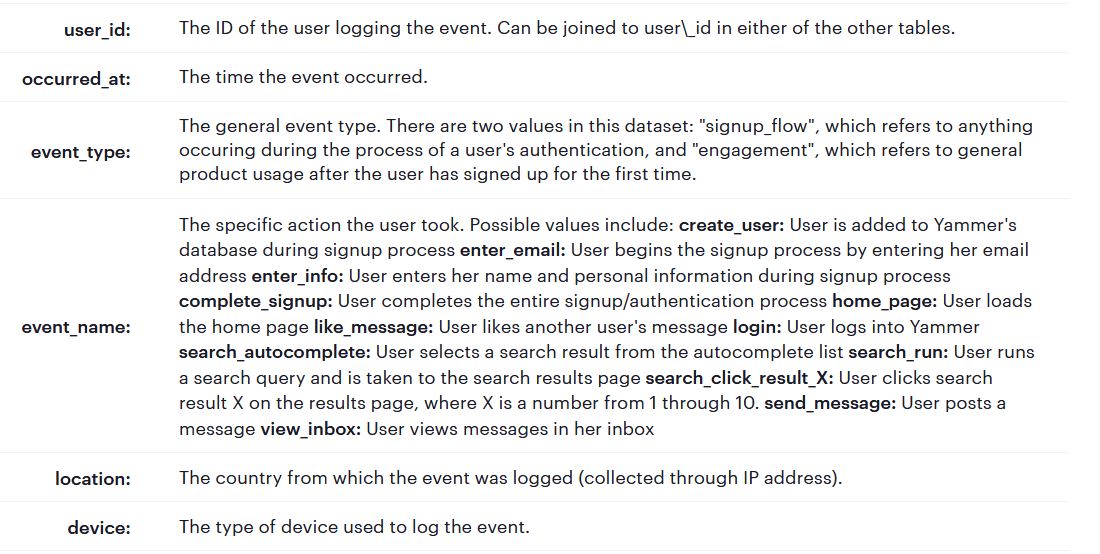 user_id: The ID of the user logging the event. Can be joined to user\_id in either of the other tables.
occurred_at: The time the event occurred.
event_type: The general event type. There are two values in this dataset: "signup_flow", which refers to anything
occuring during the process of a user's authentication, and "engagement", which refers to general
product usage after the user has signed up for the first time.
event_name: The specific action the user took. Possible values include: create_user: User is added to Yammer's
database during signup process enter_email: User begins the signup process by entering her email
address enter_info: User enters her name and personal information during signup process
complete_signup: User completes the entire signup/authentication process home_page: User loads
the home page like_message: User likes another user's message login: User logs into Yammer
search_autocomplete: User selects a search result from the autocomplete list search_run: User runs
a search query and is taken to the search results page search_click_result_X: User clicks search
result X on the results page, where X is a number from 1 through 10. send_message: User posts a
message view_inbox: User views messages in her inbox
location: The country from which the event was logged (collected through IP address).
device: The type of device used to log the event.